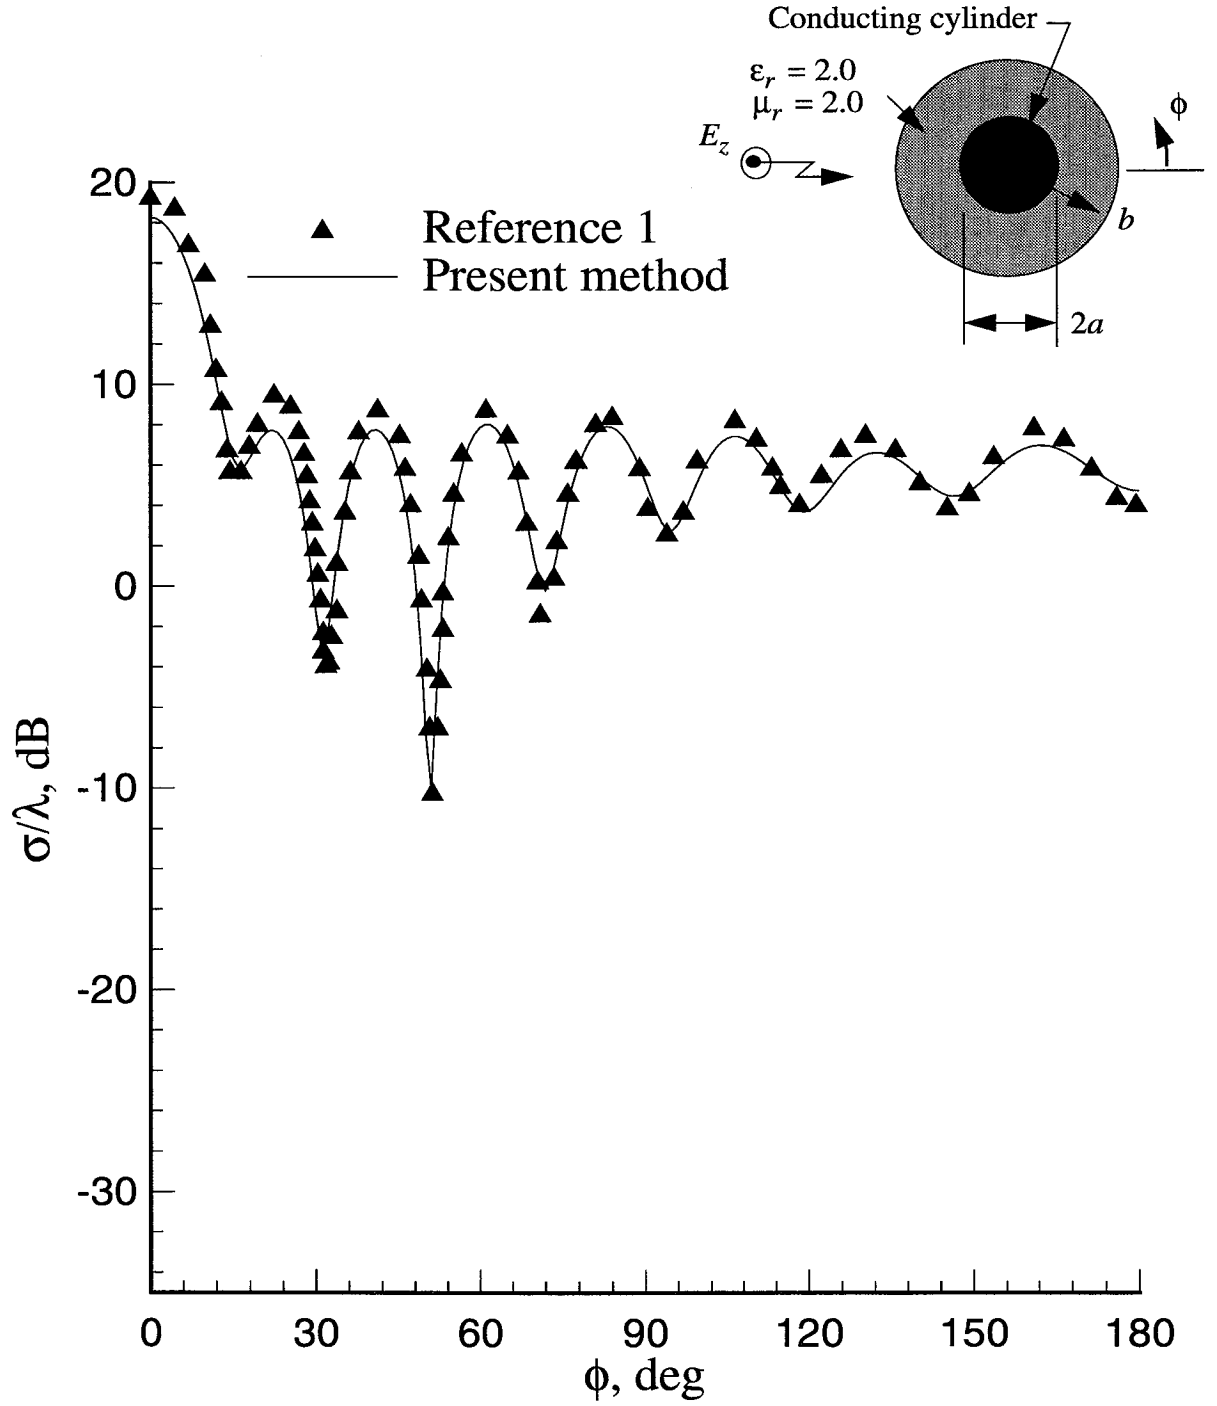 Conducting cylinder
εr = 2.0
μr = 2.0
Ez
ϕ
b
2a
Reference 1
Present method
20
10
0
-10
-20
-30
σ/λ, dB
0 30 60 90 120 150 180
ϕ, deg